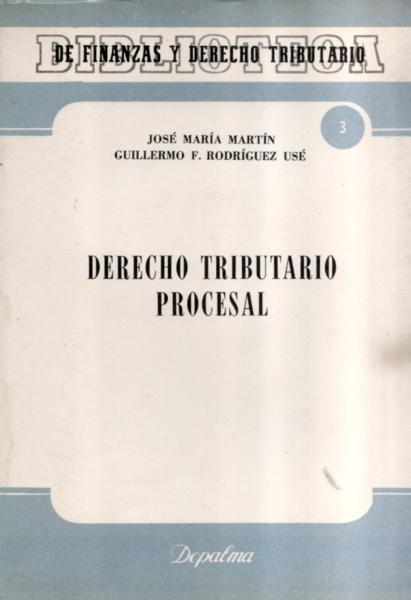 BIBLIOTECA
DE FINANZAS Y DERECHO TRIBUTARIO
3
JOSÉ MARÍA MARTÍN
GUILLERMO F. RODRÍGUEZ USÉ
DERECHO TRIBUTARIO
PROCESAL
Depalma